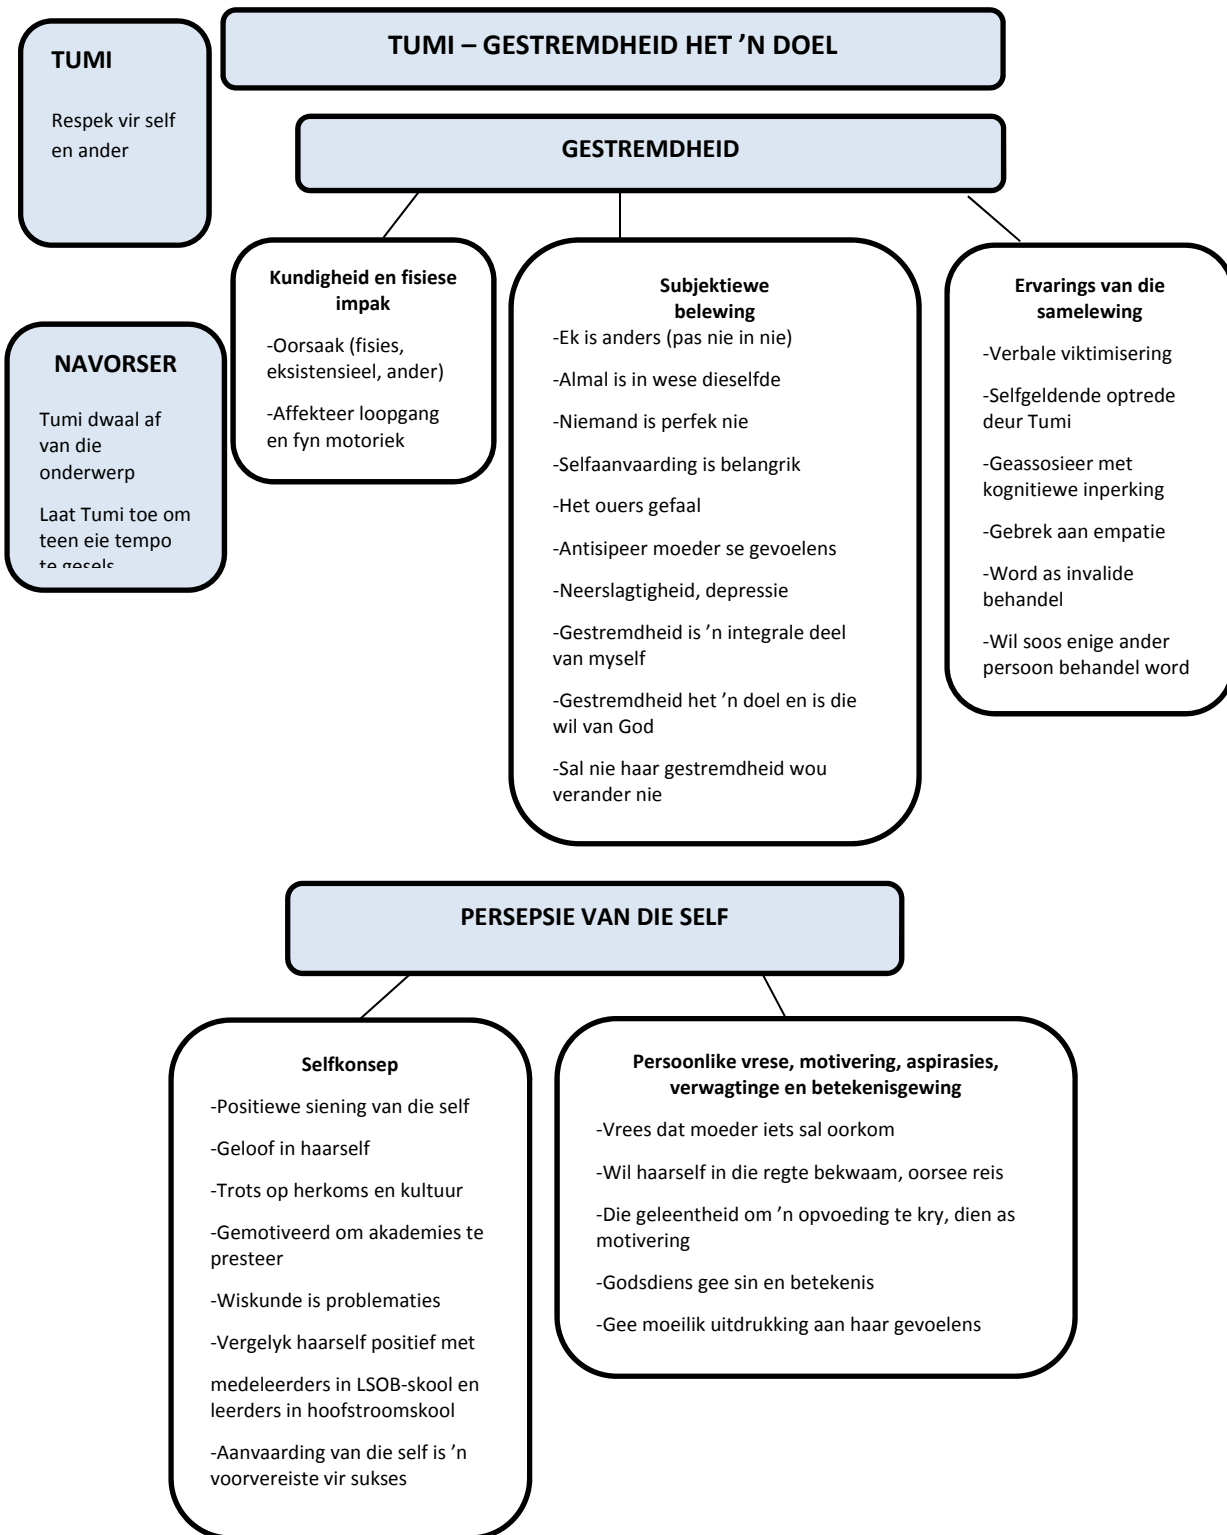 TUMI
Respek vir self
en ander
TUMI – GESTREMDHEID HET ’N DOEL
GESTREMDHEID
NAVORSER
Tumi dwaal af
van die
onderwerp
Laat Tumi toe om
teen eie tempo
te gesels
Kundigheid en fisiese
impak
-Oorsaak (fisies,
eksistensieel, ander)
-Affekteer loopgang
en fyn motoriek
Subjektiewe
belewing
-Ek is anders (pas nie in nie)
-Almal is in wese dieselfde
-Niemand is perfek nie
-Selfaanvaarding is belangrik
-Het ouers gefaal
-Antisipeer moeder se gevoelens
-Neerslagtigheid, depressie
-Gestremdheid is ’n integrale deel
van myself
-Gestremdheid het ’n doel en is die
wil van God
-Sal nie haar gestremdheid wou
verander nie
Ervarings van die
samelewing
-Verbale viktimisering
-Selfgeldende optrede
deur Tumi
-Geassosieer met
kognitiewe inperking
-Gebrek aan empatie
-Word as invalide
behandel
-Wil soos enige ander
persoon behandel word
PERSEPSIE VAN DIE SELF
Selfkonsep
-Positiewe siening van die self
-Geloof in haarself
-Trots op herkoms en kultuur
-Gemotiveerd om akademies te
presteer
-Wiskunde is problematies
-Vergelyk haarself positief met
medeleerders in LSOB-skool en
leerders in hoofstroomskool
-Aanvaarding van die self is ’n
voorvereiste vir sukses
Persoonlike vrese, motivering, aspirasies,
verwagtinge en betekenisgewing
-Vrees dat moeder iets sal oorkom
-Wil haarself in die regte bekwaam, oorsee reis
-Die geleentheid om ’n opvoeding te kry, dien as
motivering
-Godsdiens gee sin en betekenis
-Gee moeilik uitdrukking aan haar gevoelens